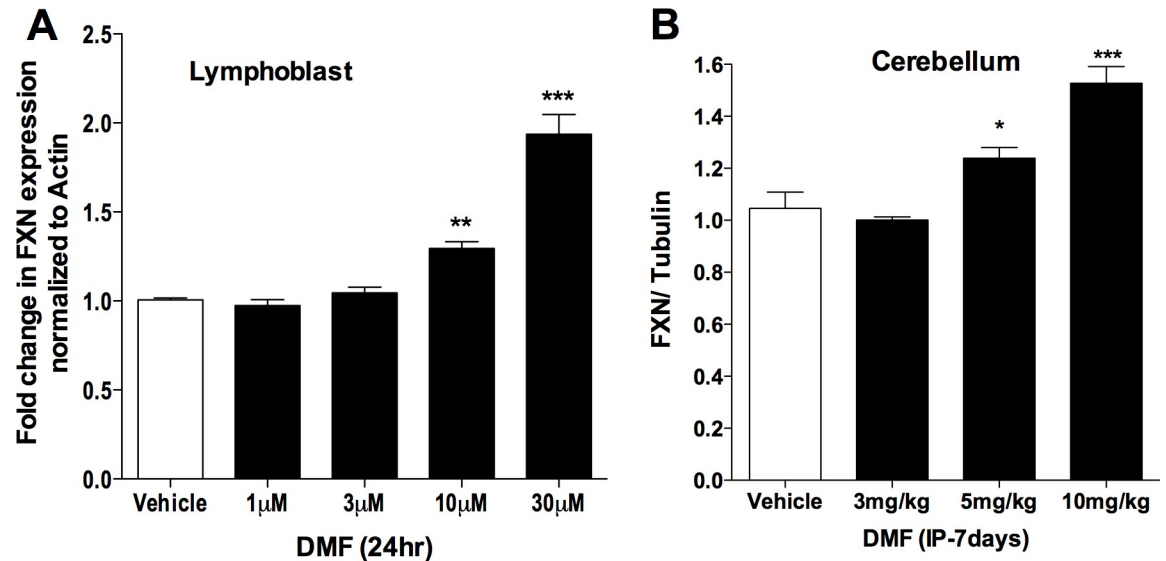 A
Lymphoblast
Fold change in FXN expression
normalized to Actin
2.5
2.0
1.5
1.0
0.5
0.0
**
***
Vehicle
1μM
3μM
10μM
30μM
DMF (24hr)
B
Cerebellum
FXN/ Tubulin
1.6
1.4
1.2
1.0
0.8
0.6
0.4
0.2
0.0
*
***
Vehicle
3mg/kg
5mg/kg
10mg/kg
DMF (IP-7days)